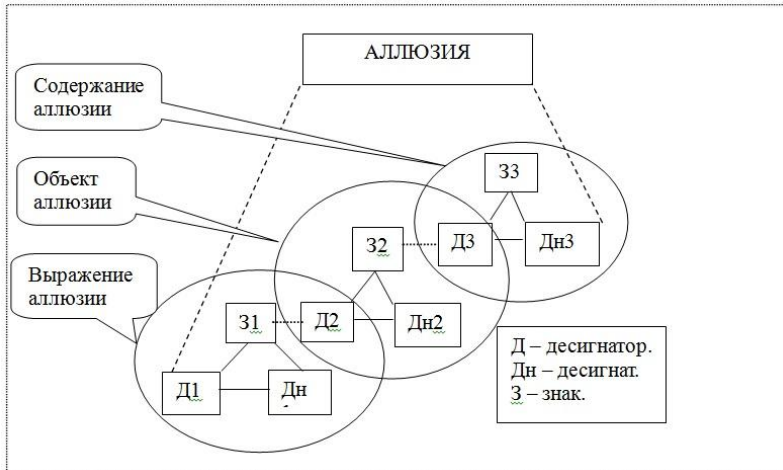 АЛЛЮЗИЯ
Содержание
аллюзии
Объект
аллюзии
Выражение
аллюзии
З3
Д3
Дн3
З2
Д2
Дн2
З1
Д1
Дн
Д – десигнатор.
Дн – десигнат.
З – знак.